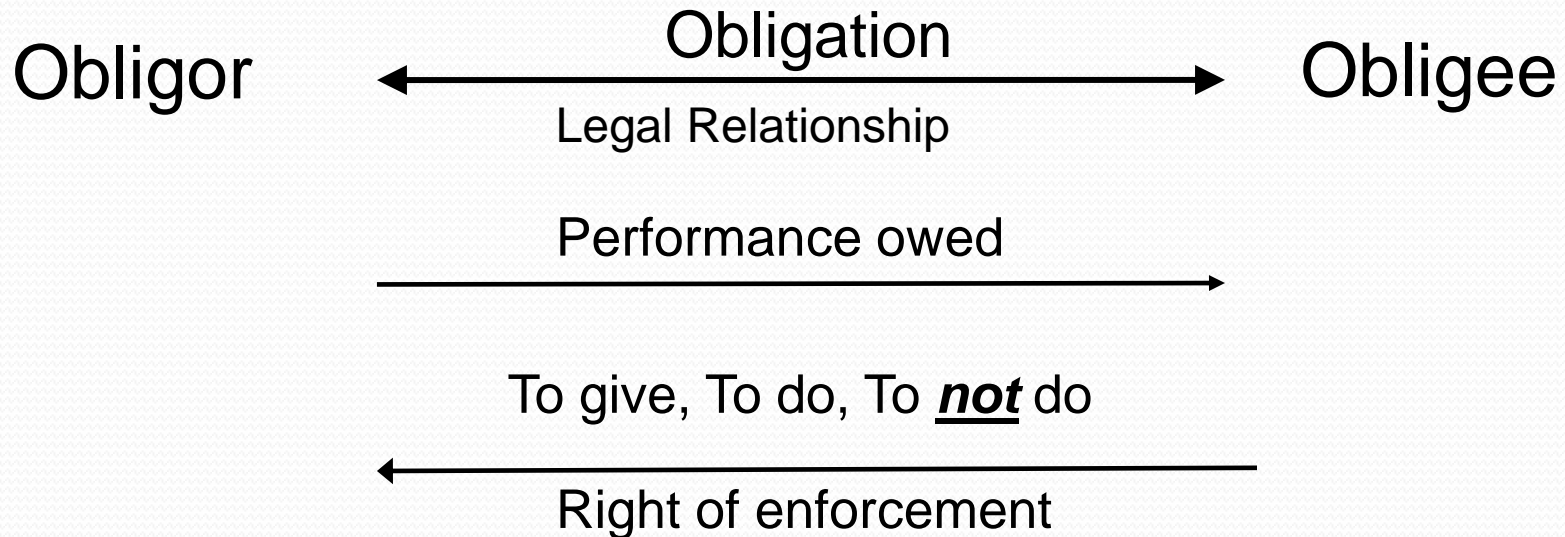 Obligation
Obligor
Obligee
Legal Relationship
Performance owed
To give, To do, To not do
Right of enforcement